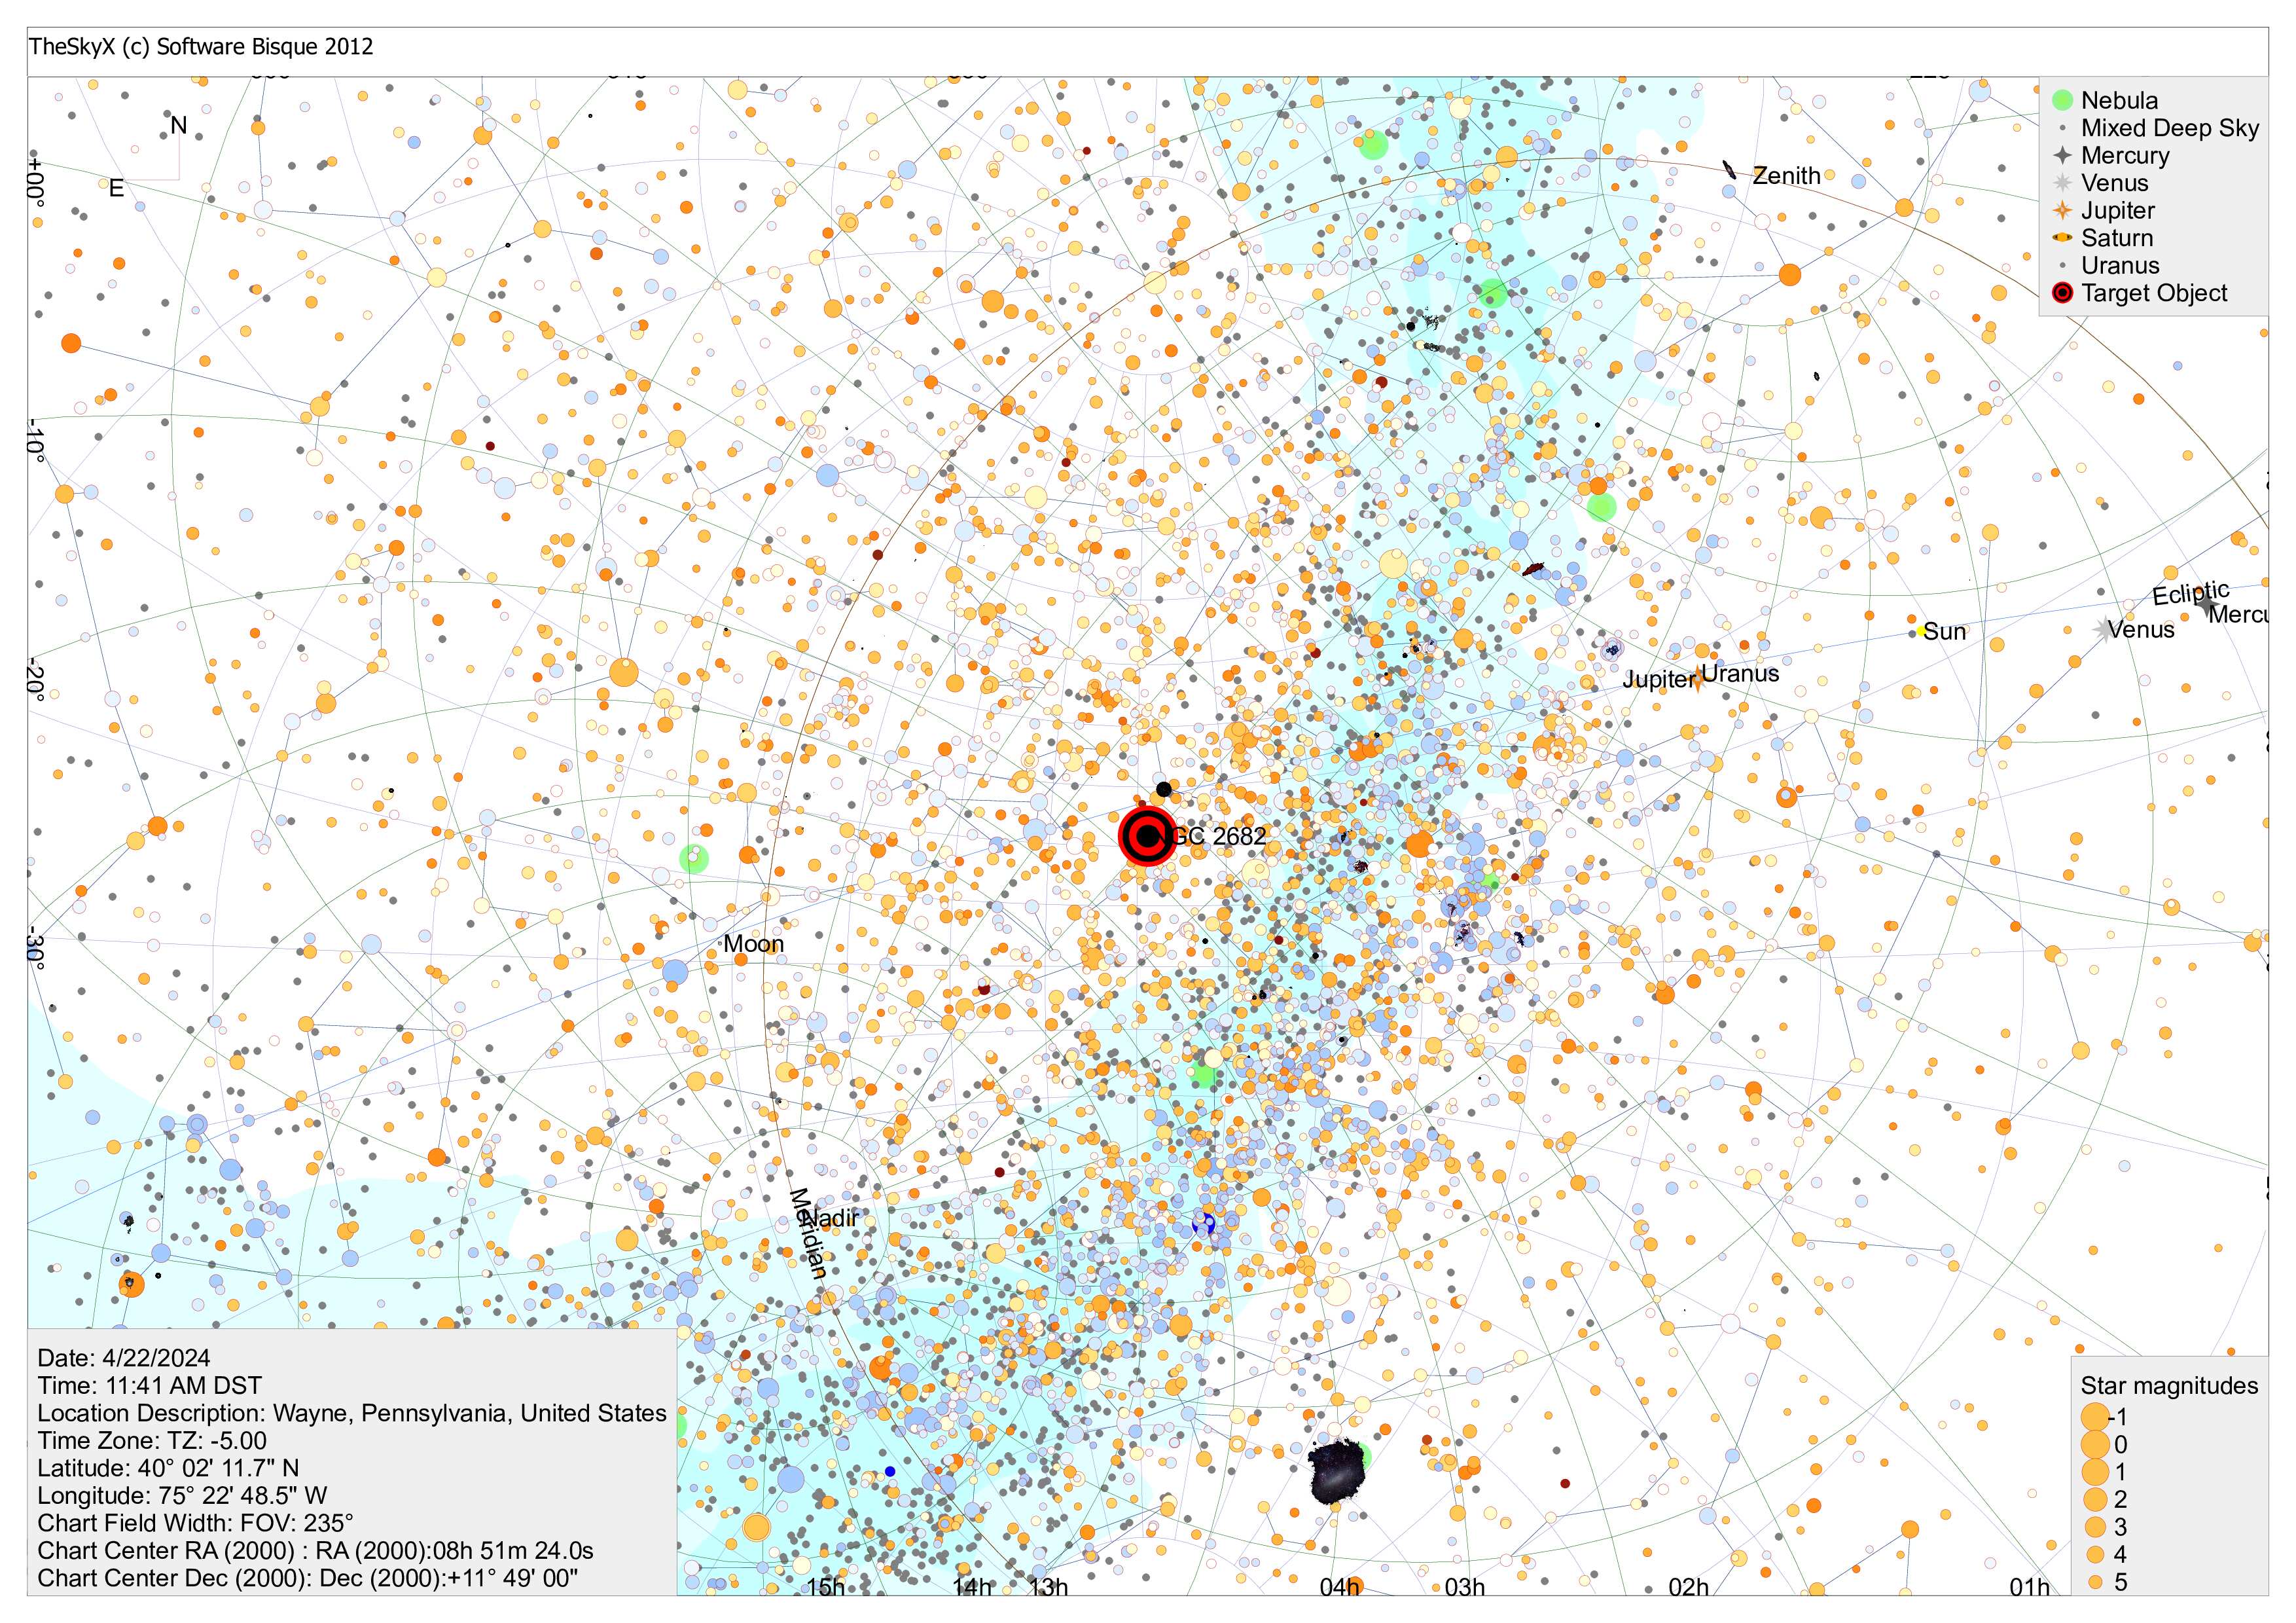 TheSkyX (c) Software Bisque 2012
N
E
Zenith
Nebula
Mixed Deep Sky
Mercury
Venus
Jupiter
Saturn
Uranus
Target Object
+00°
-10°
-20°
-30°
Ecliptic
Mercu
Venus
Sun
Jupiter
Uranus
GC 2682
Moon
Meridian
Nadir
Date: 4/22/2024
Time: 11:41 AM DST
Location Description: Wayne, Pennsylvania, United States
Time Zone: TZ: -5.00
Latitude: 40° 02' 11.7" N
Longitude: 75° 22' 48.5" W
Chart Field Width: FOV: 235°
Chart Center RA (2000) : RA (2000):08h 51m 24.0s
Chart Center Dec (2000): Dec (2000):+11° 49' 00"
15h 14h 13h 04h 03h 02h 01h
Star magnitudes
-1
0
1
2
3
4
5